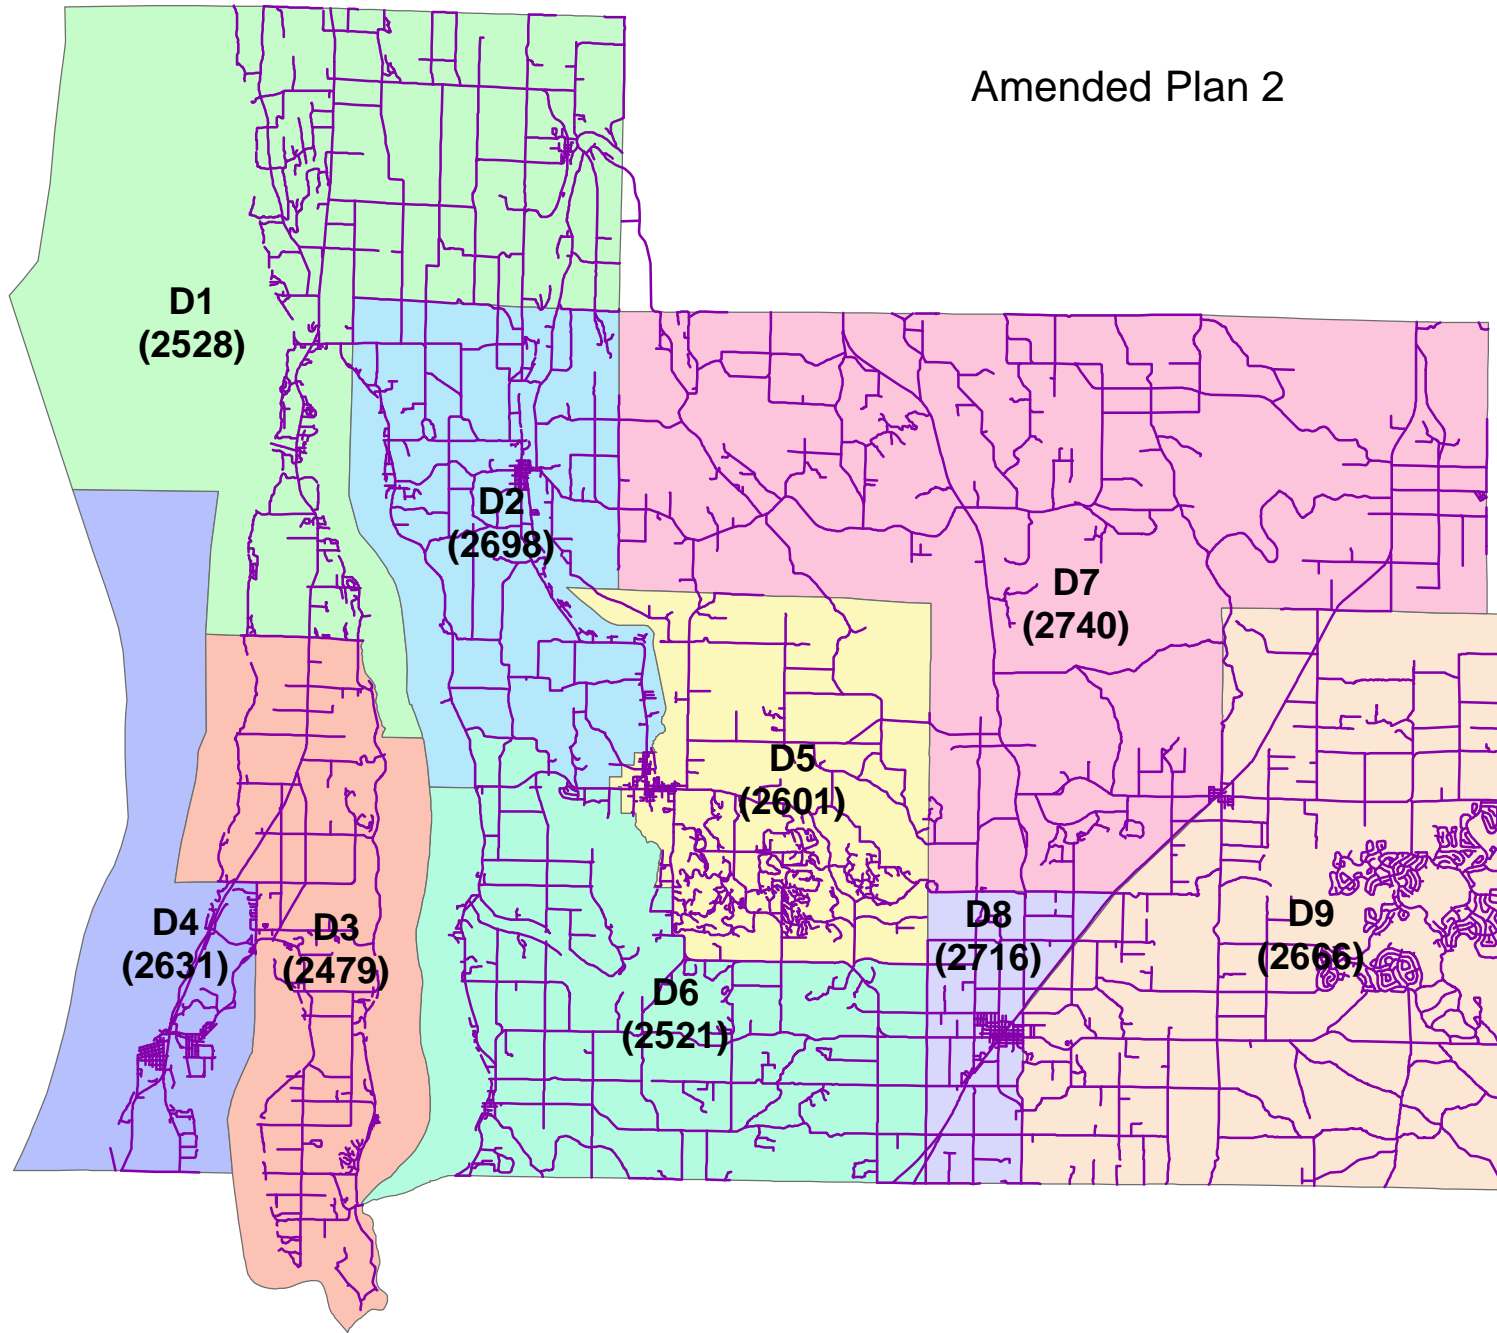 Amended Plan 2
D1
(2528)
D2
(2698)
D7
(2740)
D5
(2601)
D4
(2631)
D3
(2479)
D8
(2716)
D9
(2666)
D6
(2521)